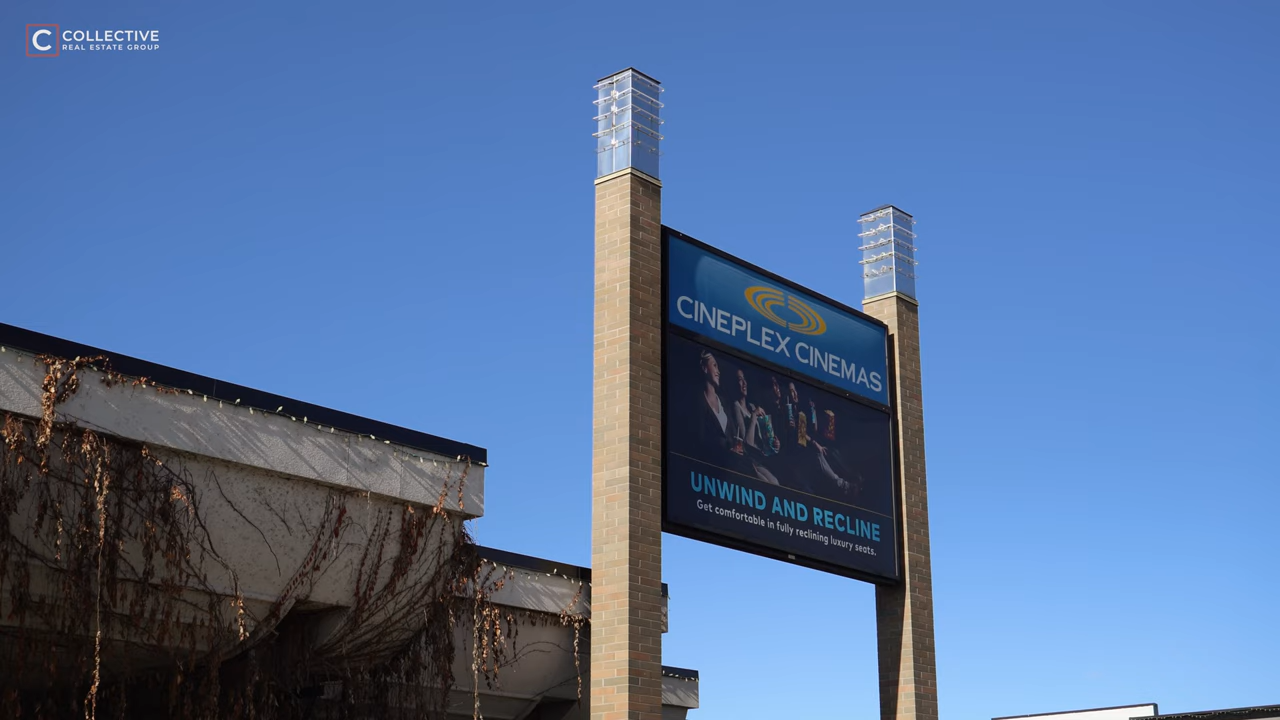 C COLLECTIVE
REAL ESTATE GROUP
CINEPLEX CINEMAS
UNWIND AND RECLINE
Get comfortable in fully reclining luxury seats.